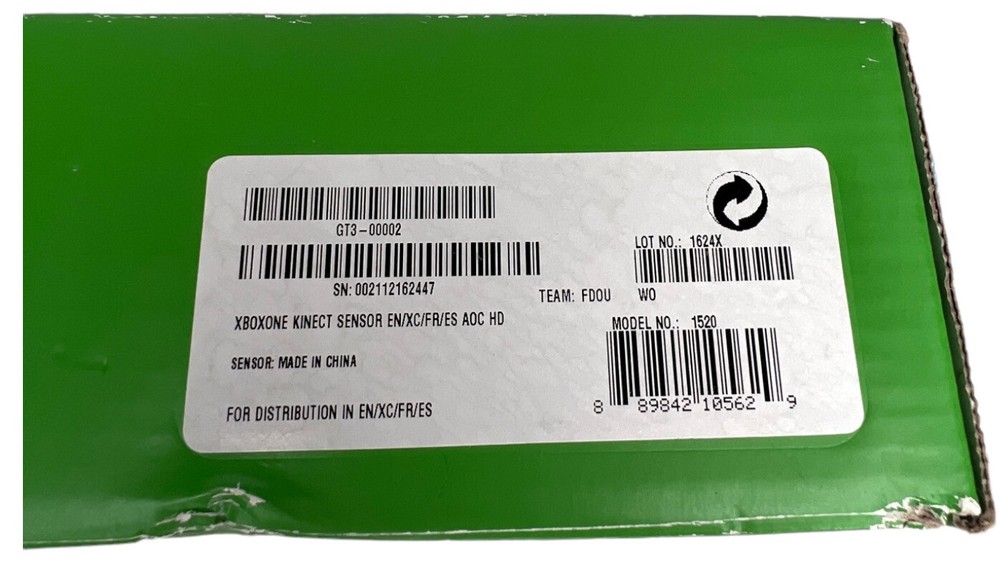 GT3-00002
LOT NO.: 1624X
SN: 002112162447
TEAM: FDOU WO
XBOXONE KINECT SENSOR EN/XC/FR/ES AOC HD
MODEL NO.: 1520
SENSOR: MADE IN CHINA
8 89842 10562 9
FOR DISTRIBUTION IN EN/XC/FR/ES